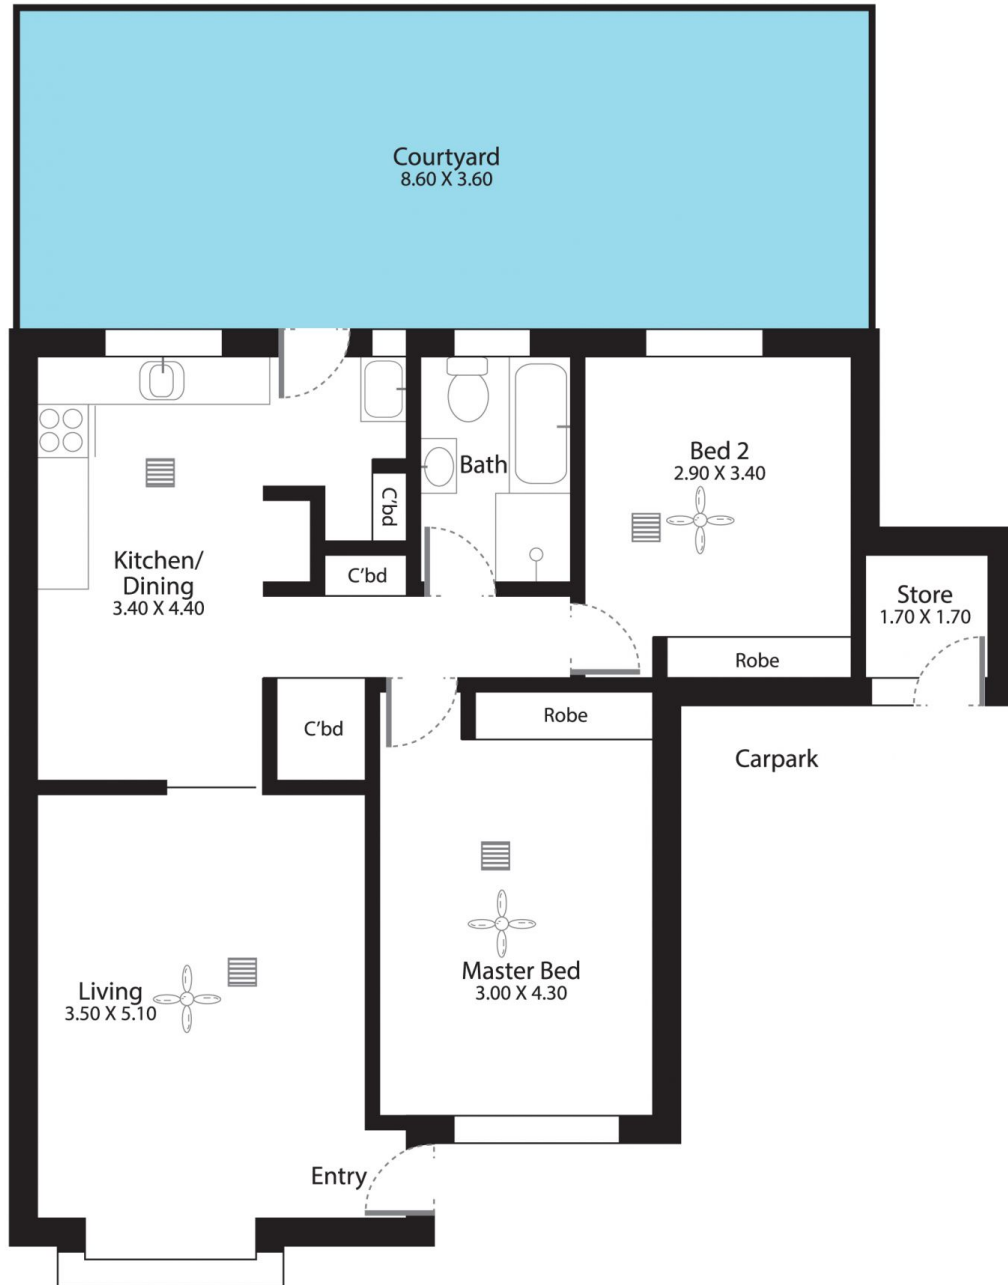 Courtyard
8.60 X 3.60
Bath
Bed 2
2.90 X 3.40
C'bd
Kitchen/
Dining
3.40 X 4.40
C'bd
Store
1.70 X 1.70
Robe
C'bd
Robe
Carpark
Living
3.50 X 5.10
Master Bed
3.00 X 4.30
Entry